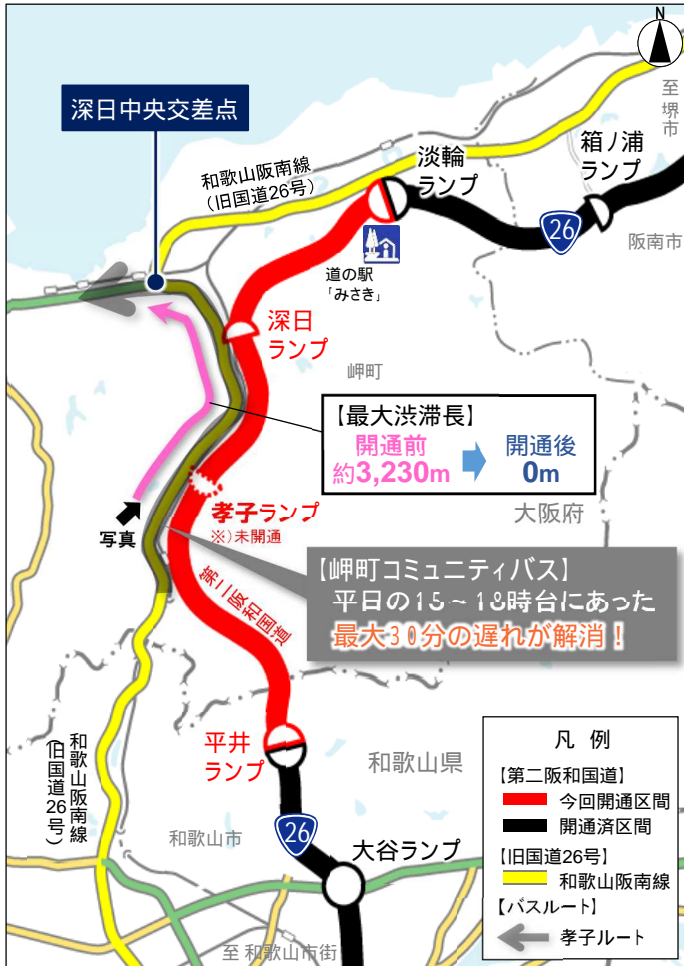 N
至
堺
市
深日中央交差点
箱ノ浦
ランプ
淡輪
ランプ
和歌山阪南線
（旧国道26号）
26
阪南市
道の駅
「みさき」
深日
ランプ
岬町
【最大渋滞長】
開通前
約3,230m
開通後
0m
孝子ランプ
※）未開通
写真
大阪府
【岬町コミュニティバス】
平日の15～18時台にあった
最大30分の遅れが解消！
第二阪和国道
平井
ランプ
和歌山県
和歌山阪南線
（旧国道26号）
和歌山市
26
大谷ランプ
至 和歌山市街
凡 例
【第二阪和国道】
今回開通区間
開通済区間
【旧国道26号】
和歌山阪南線
【バスルート】
孝子ルート